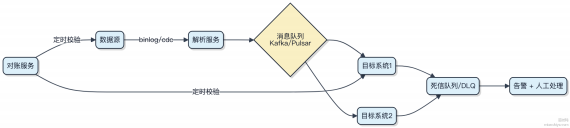 对账服务
定时校验
数据源
binlog/cdc
解析服务
消息队列
Kafka/Pulsar
定时校验
目标系统1
目标系统2
死信队列/DLQ
告警 + 人工处理